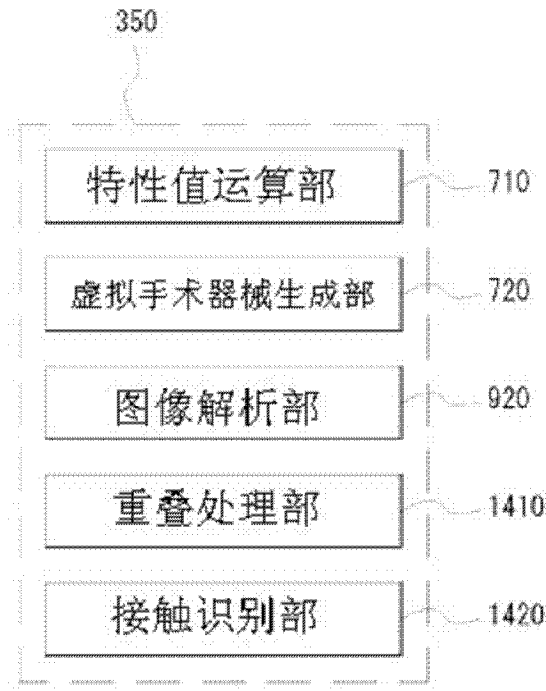 350
特性值运算部 710
虚拟手术器械生成部 720
图像解析部 920
重叠处理部 1410
接触识别部 1420